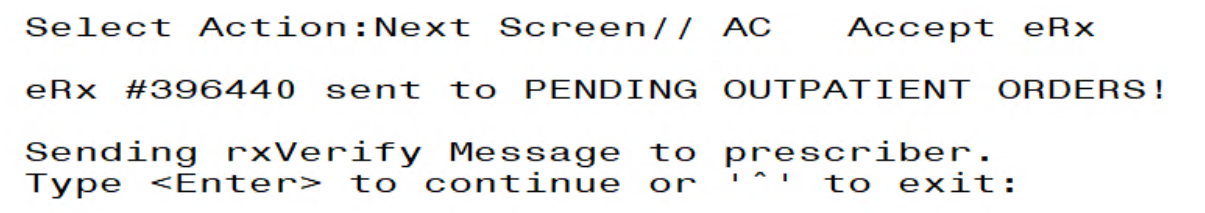 Select Action:Next Screen// AC   Accept eRx
eRx #396440 sent to PENDING OUTPATIENT ORDERS!
Sending rxVerify Message to prescriber.
Type <Enter> to continue or '^' to exit: